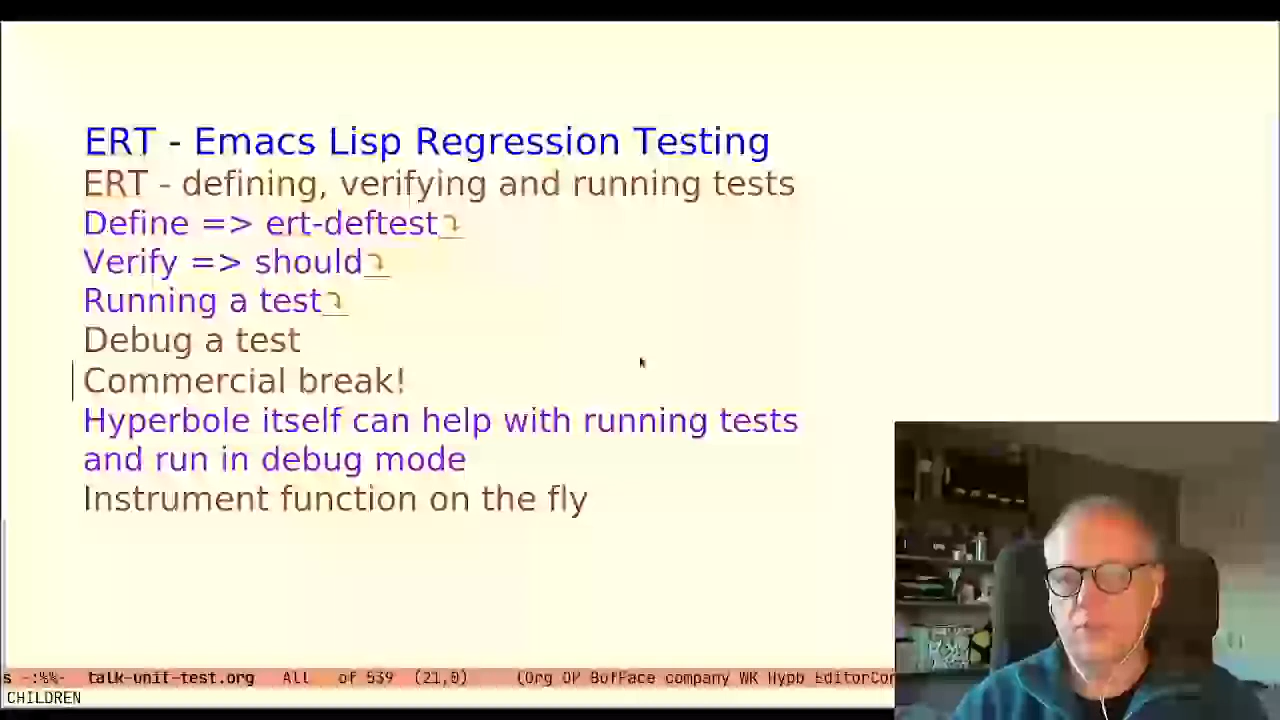 ERT - Emacs Lisp Regression Testing
ERT - defining, verifying and running tests
Define => ert-deftest
Verify => should
Running a test
Debug a test
Commercial break!
Hyperbole itself can help with running tests
and run in debug mode
Instrument function on the fly
s -:%%- talk-unit-test.org All of 539 (21,0) (Org OP BufFace company WK Hypb EditorCon
CHILDREN